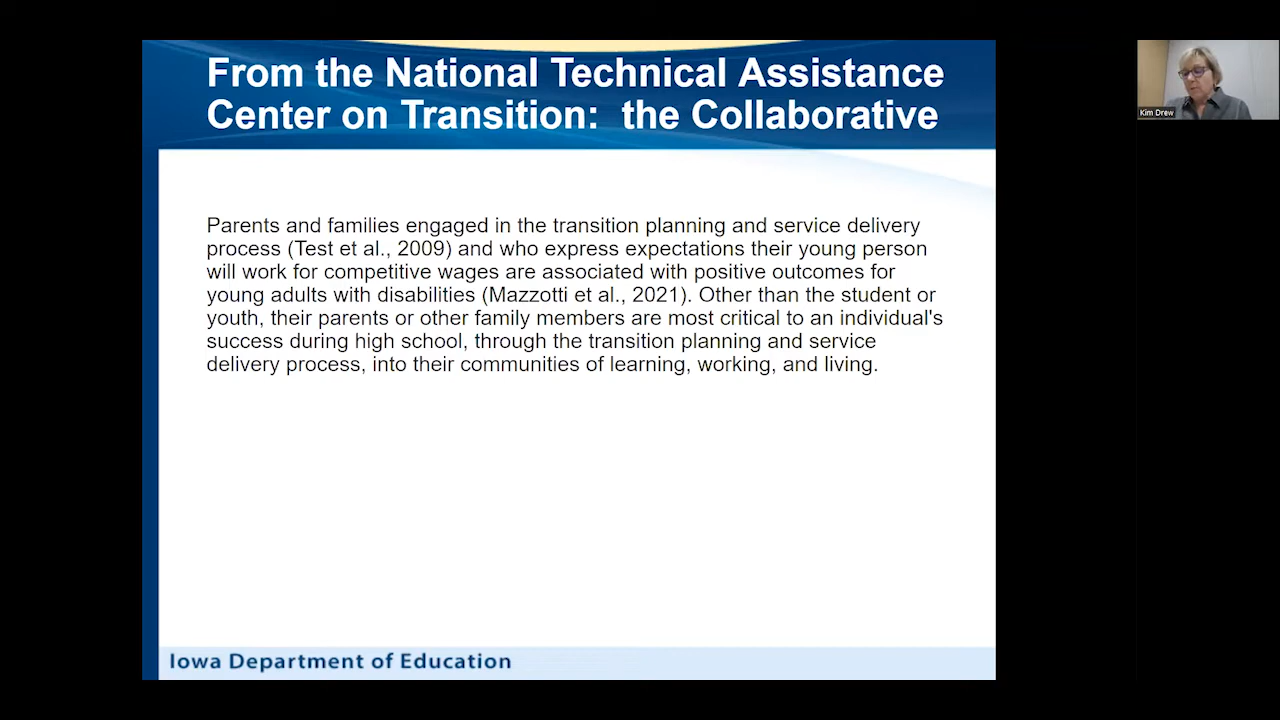 From the National Technical Assistance
Center on Transition:  the Collaborative
Kim Drew
Parents and families engaged in the transition planning and service delivery
process (Test et al., 2009) and who express expectations their young person
will work for competitive wages are associated with positive outcomes for
young adults with disabilities (Mazzotti et al., 2021). Other than the student or
youth, their parents or other family members are most critical to an individual's
success during high school, through the transition planning and service
delivery process, into their communities of learning, working, and living.
Iowa Department of Education